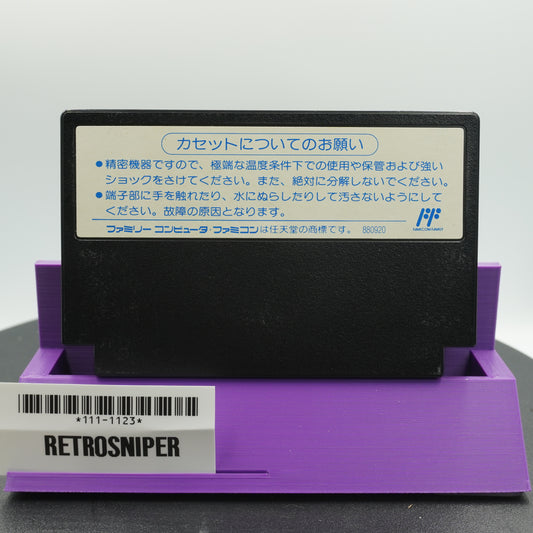 カセットについてのお願い
●精密機器ですので、極端な温度条件下での使用や保管および強い
ショックをさけてください。また、絶対に分解しないでください。
●端子部に手を触れたり、水にぬらしたりして汚さないようにして
ください。故障の原因となります。
ファミリー コンピュータ・ファミコンは任天堂の商標です。 880920
*111-1123*
RETROSNIPER